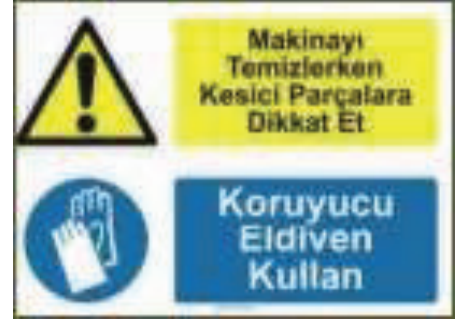 Makinayı
Temizlerken
Kesici Parçalara
Dikkat Et
Koruyucu
Eldiven
Kullan